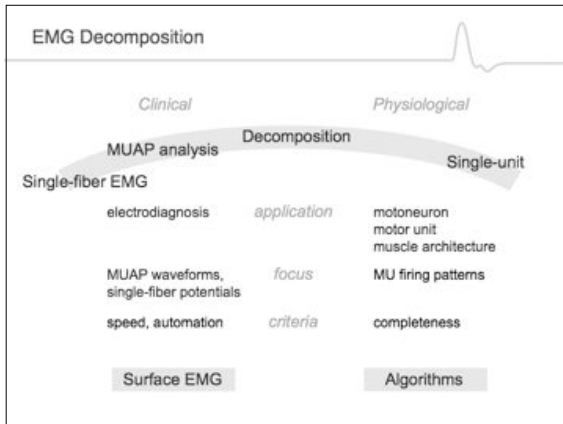 EMG Decomposition
Clinical
Physiological
Decomposition
MUAP analysis
Single-unit
Single-fiber EMG
electrodiagnosis
application
motoneuron
motor unit
muscle architecture
MUAP waveforms,
single-fiber potentials
focus
MU firing patterns
speed, automation
criteria
completeness
Surface EMG
Algorithms